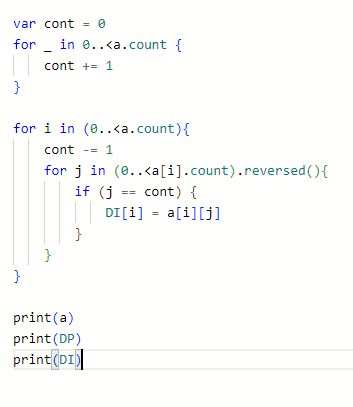 var cont = 0
for _ in 0..<a.count {
    cont += 1
}

for i in (0..<a.count){
    cont -= 1
    for j in (0..<a[i].count).reversed(){
        if (j == cont) {
            DI[i] = a[i][j]
        }
    }
}

print(a)
print(DP)
print(DI)